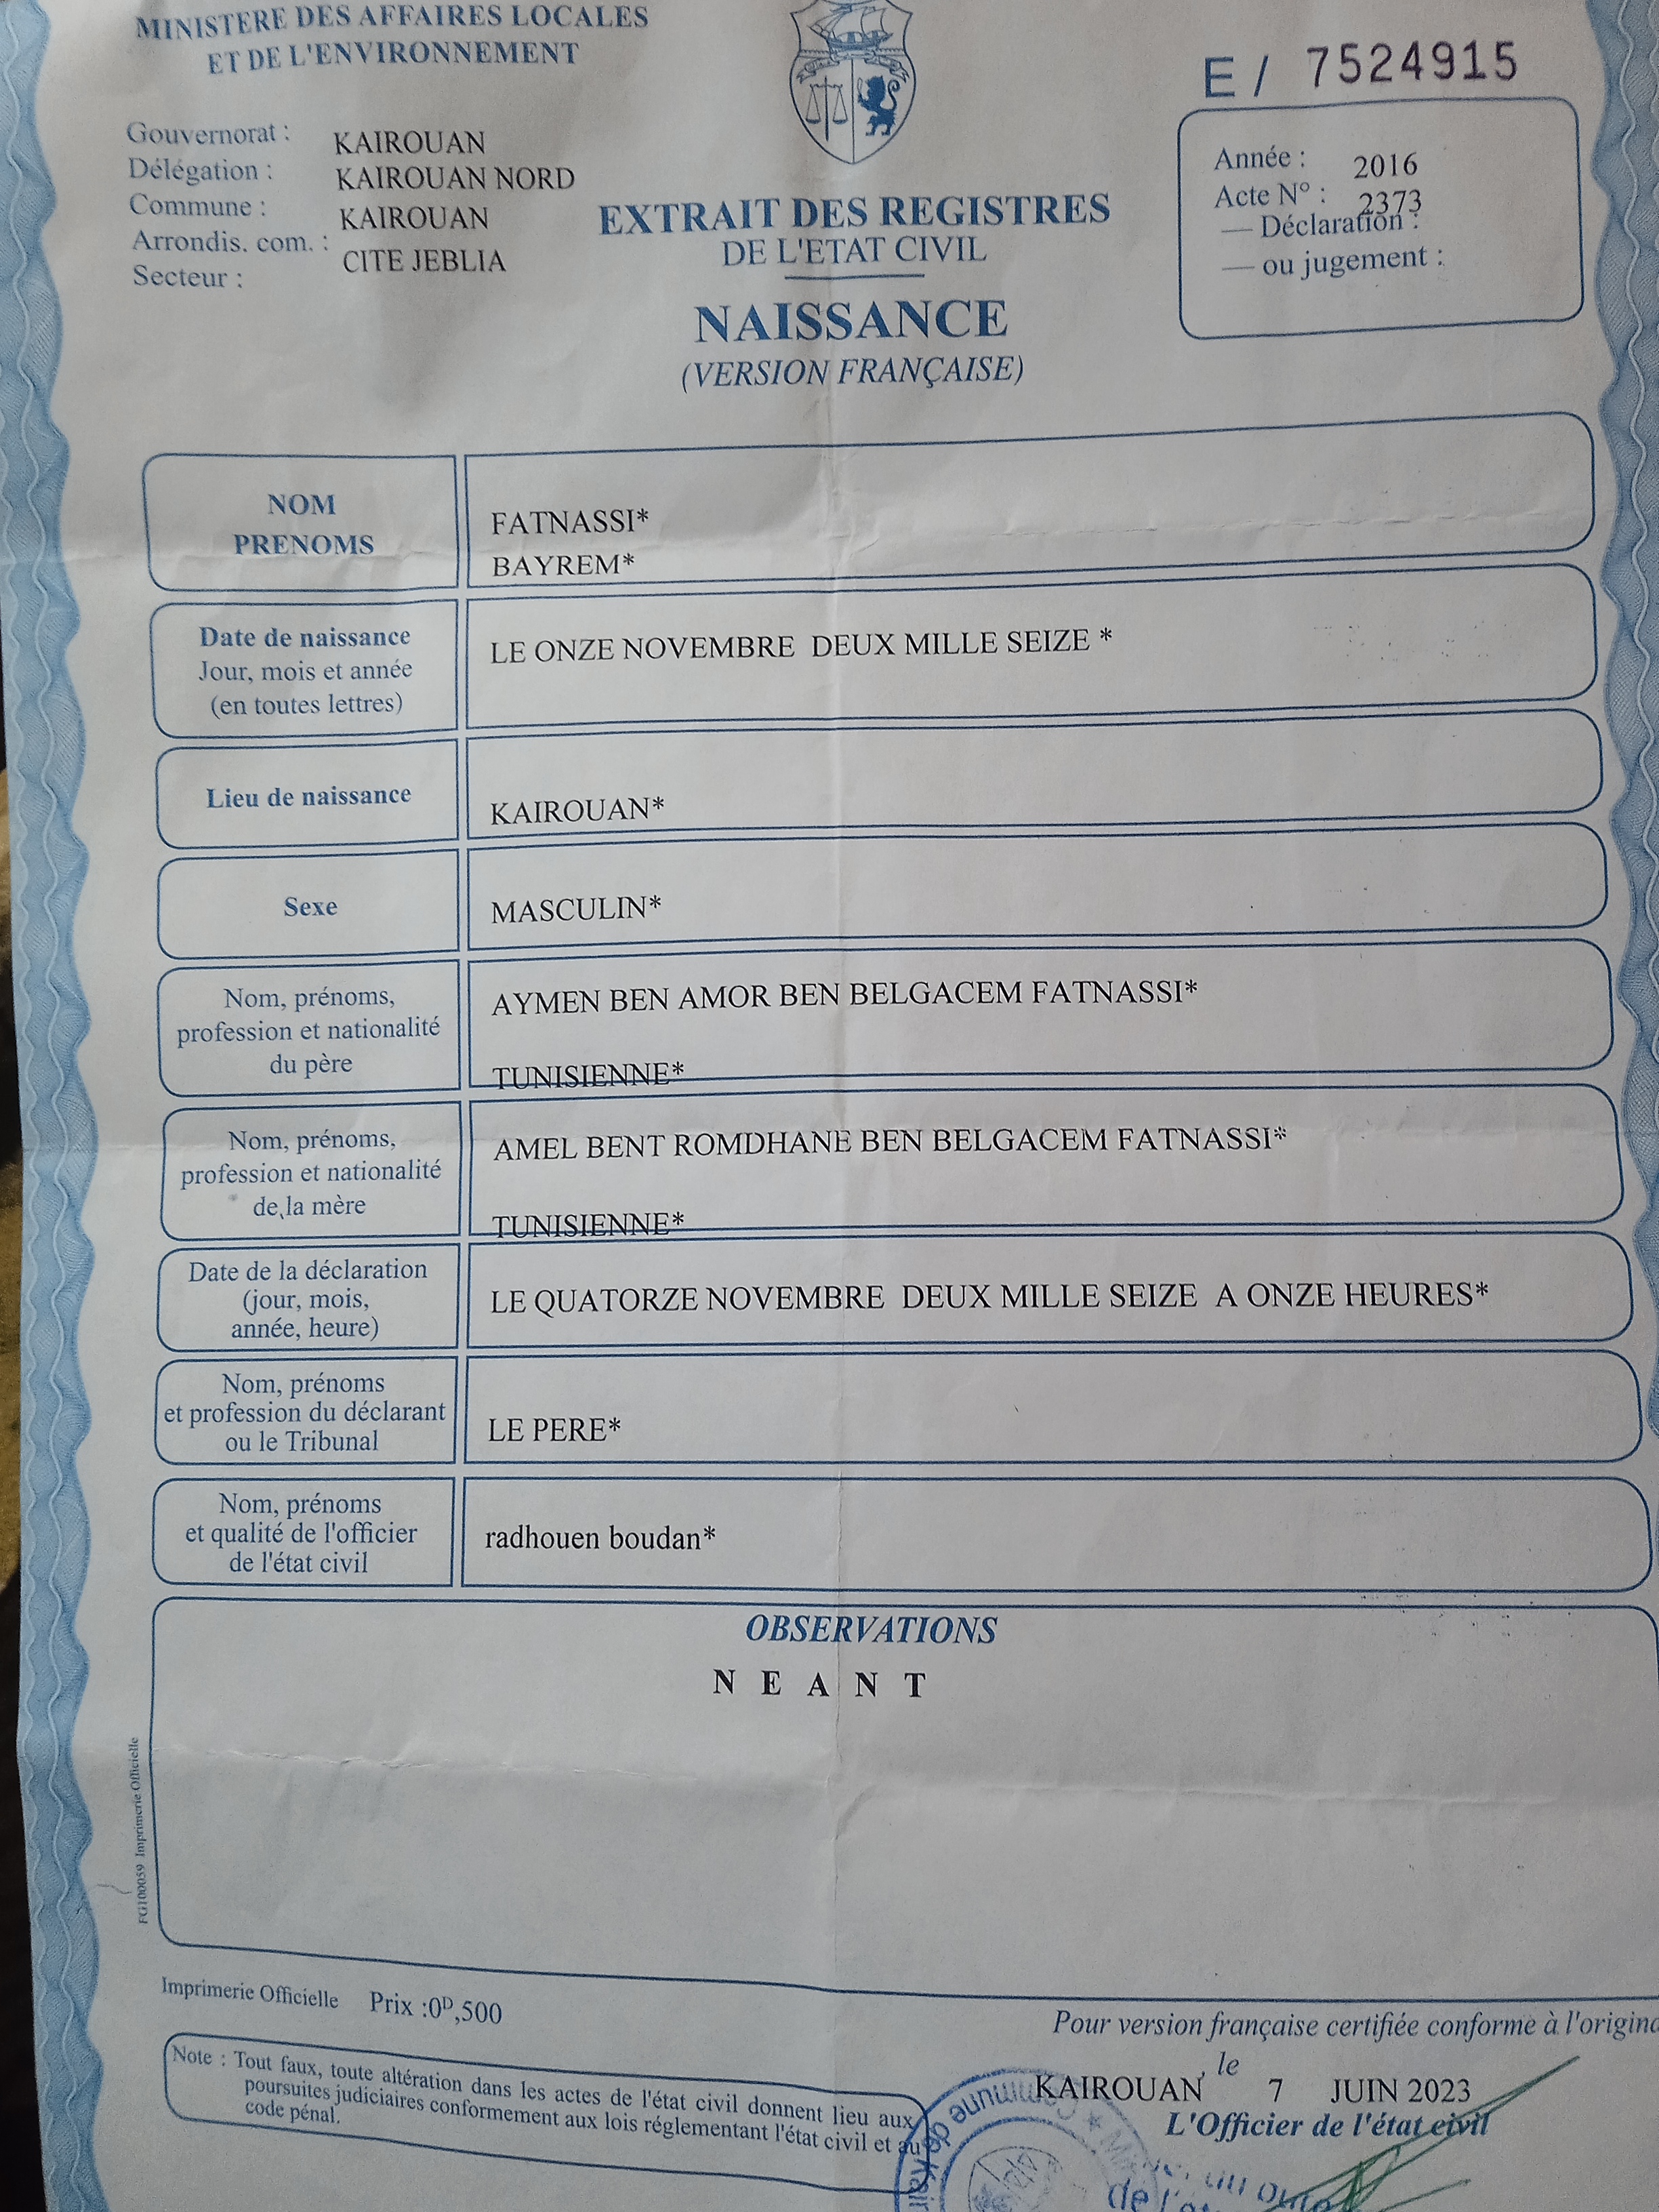 MINISTERE DES AFFAIRES LOCALES
ET DE L'ENVIRONNEMENT
E / 7524915
Gouvernorat : KAIROUAN
Délégation : KAIROUAN NORD
Commune : KAIROUAN
Arrondis. com. : CITE JEBLIA
Secteur :
EXTRAIT DES REGISTRES
DE L'ETAT CIVIL
NAISSANCE
(VERSION FRANÇAISE)
Année : 2016
Acte N° : 2373
— Déclaration :
— ou jugement :
NOM
PRENOMS
FATNASSI*
BAYREM*
Date de naissance
Jour, mois et année
(en toutes lettres)
LE ONZE NOVEMBRE DEUX MILLE SEIZE *
Lieu de naissance
KAIROUAN*
Sexe
MASCULIN*
Nom, prénoms,
profession et nationalité
du père
AYMEN BEN AMOR BEN BELGACEM FATNASSI*
TUNISIENNE*
Nom, prénoms,
profession et nationalité
de la mère
AMEL BENT ROMDHANE BEN BELGACEM FATNASSI*
TUNISIENNE*
Date de la déclaration
(jour, mois,
année, heure)
LE QUATORZE NOVEMBRE DEUX MILLE SEIZE A ONZE HEURES*
Nom, prénoms
et profession du déclarant
ou le Tribunal
LE PERE*
Nom, prénoms
et qualité de l'officier
de l'état civil
radhouen boudan*
OBSERVATIONS
N E A N T
FG100059 Imprimerie Officielle
Imprimerie Officielle Prix :0ᴰ,500
Note : Tout faux, toute altération dans les actes de l'état civil donnent lieu aux
poursuites judiciaires conformement aux lois réglementant l'état civil et au
code pénal.
Pour version française certifiée conforme à l'origina
KAIROUAN, le 7 JUIN 2023
L'Officier de l'état civil
Commune de Kair